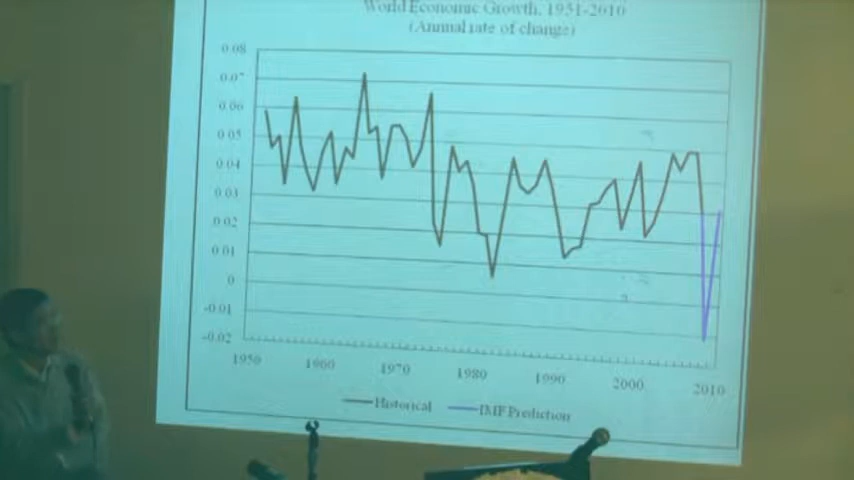 World Economic Growth, 1951-2010
(Annual rate of change)
0.08
0.07
0.06
0.05
0.04
0.03
0.02
0.01
0
-0.01
-0.02
1950 1960 1970 1980 1990 2000 2010
Historical IMF Prediction